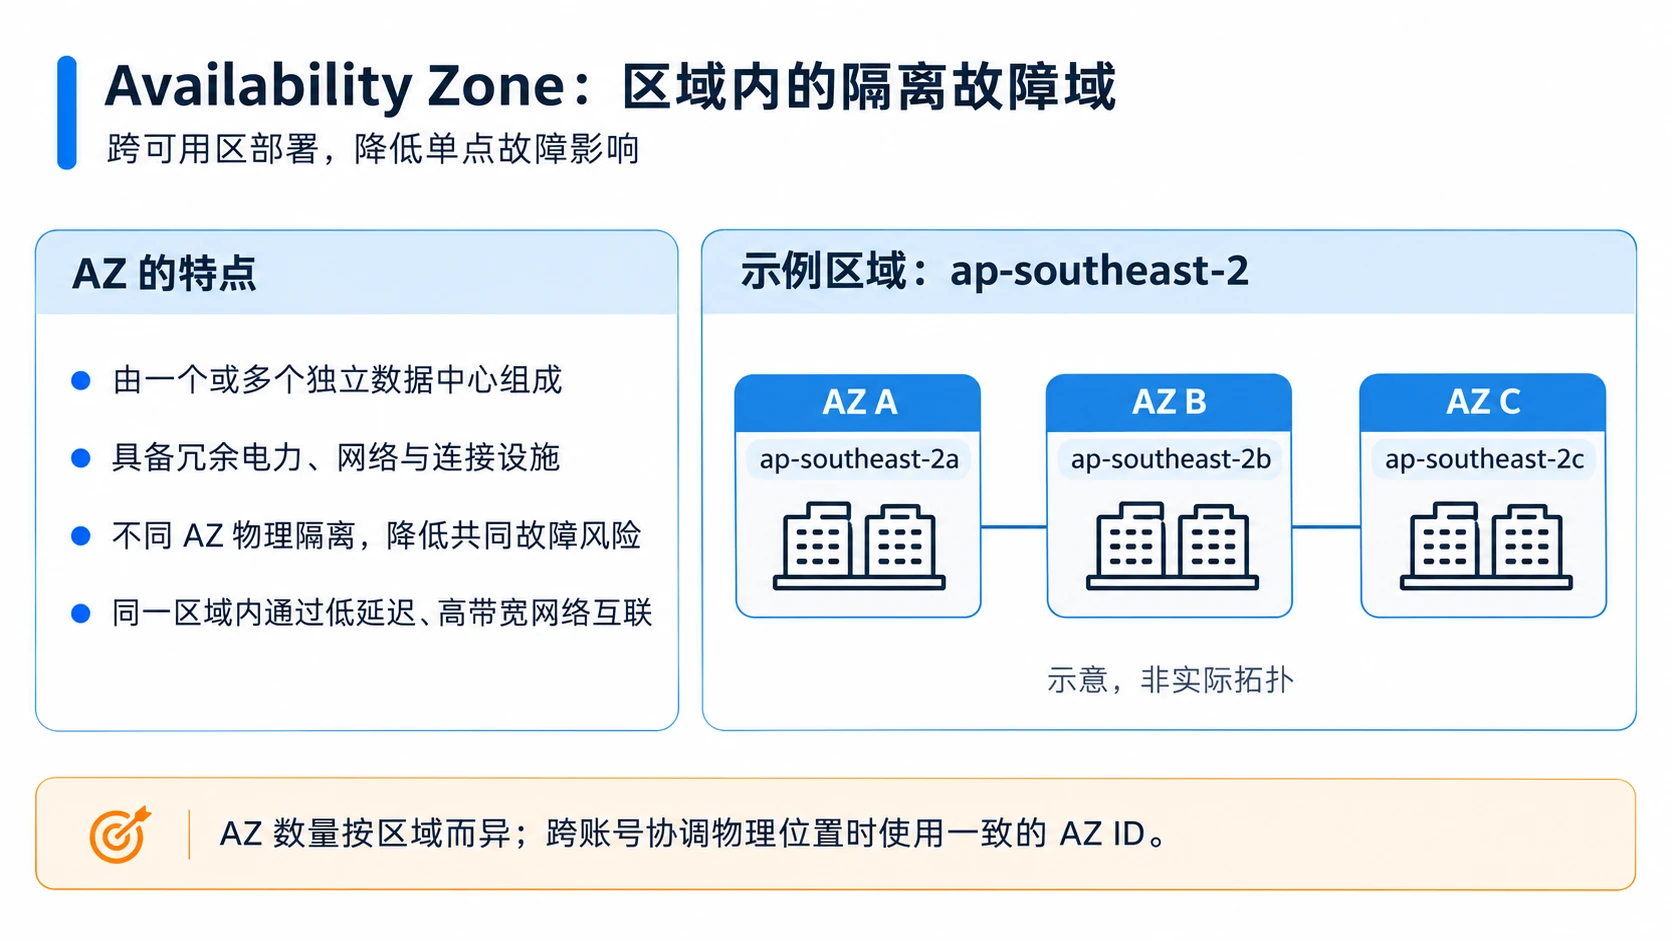 Availability Zone：区域内的隔离故障域
跨可用区部署，降低单点故障影响
AZ 的特点
由一个或多个独立数据中心组成
具备冗余电力、网络与连接设施
不同 AZ 物理隔离，降低共同故障风险
同一区域内通过低延迟、高带宽网络互联
示例区域：ap-southeast-2
AZ A
ap-southeast-2a
AZ B
ap-southeast-2b
AZ C
ap-southeast-2c
示意，非实际拓扑
AZ 数量按区域而异；跨账号协调物理位置时使用一致的 AZ ID。